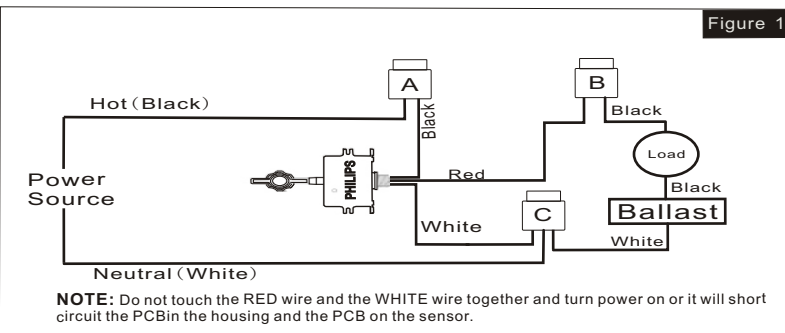 Figure 1
A
B
Hot (Black)
Black
Black
Load
Power
Source
PHILIPS
Red
Black
White
C
Ballast
White
Neutral (White)
NOTE: Do not touch the RED wire and the WHITE wire together and turn power on or it will short
circuit the PCBin the housing and the PCB on the sensor.